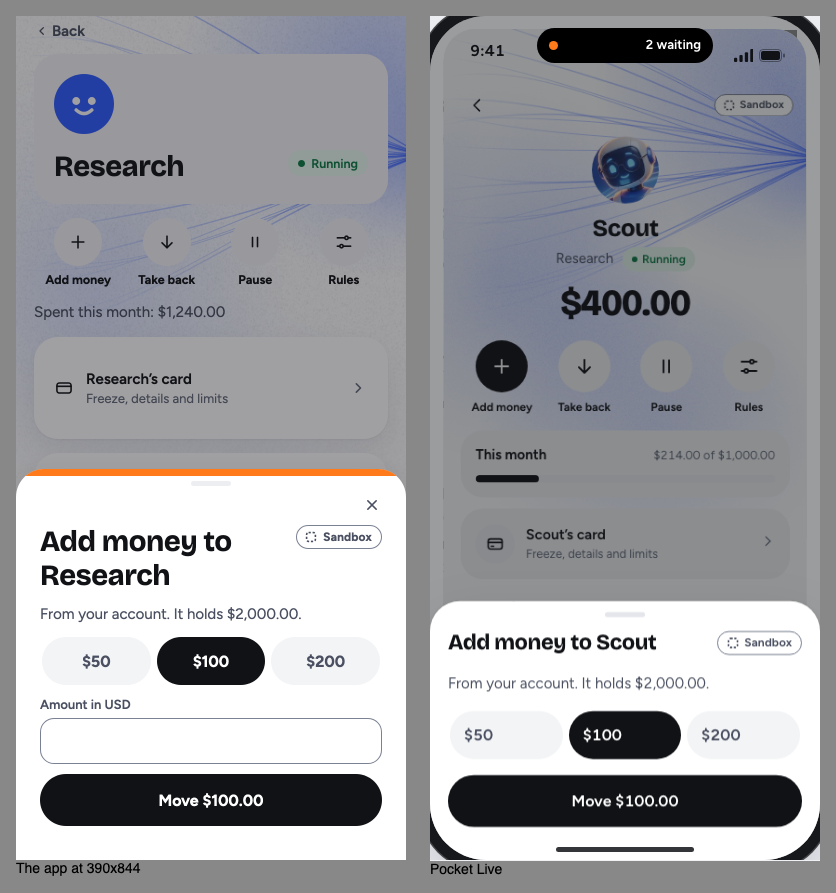 Back
Research
Running
Add money
Take back
Pause
Rules
Spent this month: $1,240.00
Research’s card
Freeze, details and limits
Add money to
Research
Sandbox
From your account. It holds $2,000.00.
$50
$100
$200
Amount in USD
Move $100.00
The app at 390x844
9:41
2 waiting
Sandbox
Scout
Research
Running
$400.00
Add money
Take back
Pause
Rules
This month
$214.00 of $1,000.00
Scout’s card
Freeze, details and limits
Add money to Scout
Sandbox
From your account. It holds $2,000.00.
$50
$100
$200
Move $100.00
Pocket Live